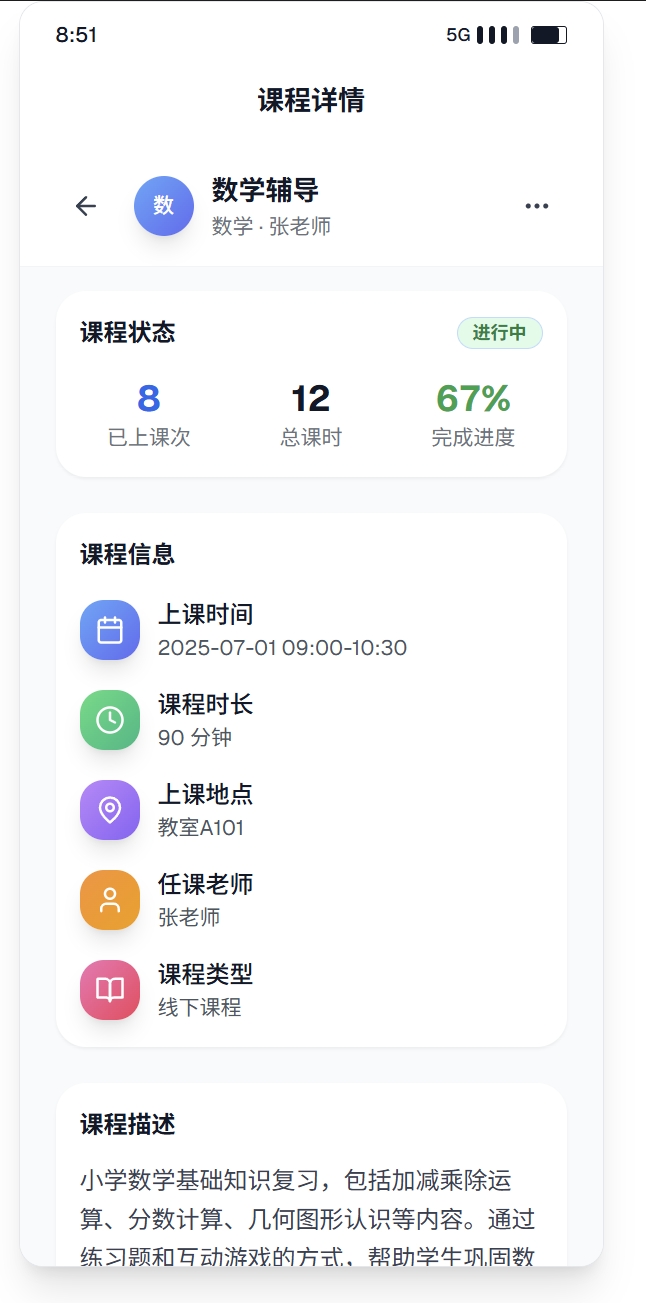 8:51
5G
课程详情
数
数学辅导
数学 · 张老师
课程状态
进行中
8
12
67%
已上课次
总课时
完成进度
课程信息
上课时间
2025-07-01 09:00-10:30
课程时长
90 分钟
上课地点
教室A101
任课老师
张老师
课程类型
线下课程
课程描述
小学数学基础知识复习，包括加减乘除运
算、分数计算、几何图形认识等内容。通过
练习题和互动游戏的方式，帮助学生巩固数